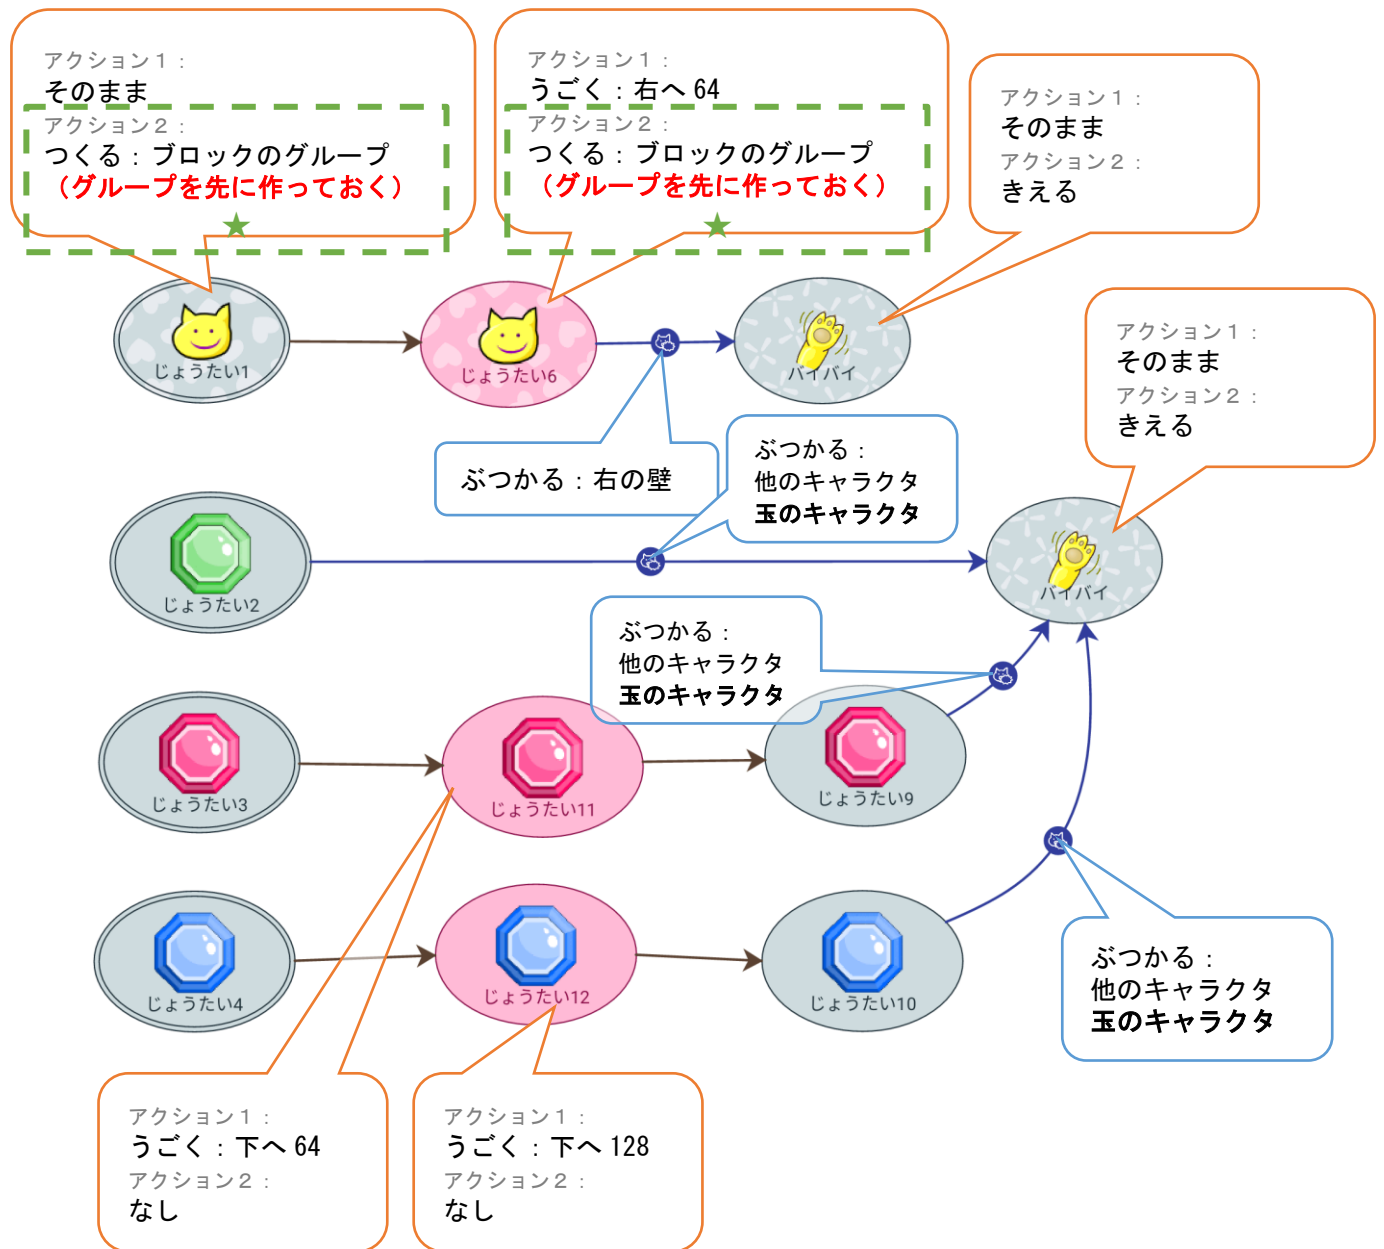 アクション１：
そのまま
アクション２：
つくる：ブロックのグループ
（グループを先に作っておく）
アクション１：
うごく：右へ 64
アクション２：
つくる：ブロックのグループ
（グループを先に作っておく）
アクション１：
そのまま
アクション２：
きえる
じょうたい1
じょうたい6
バイバイ
アクション１：
そのまま
アクション２：
きえる
ぶつかる：右の壁
ぶつかる：
他のキャラクタ
玉のキャラクタ
じょうたい2
バイバイ
ぶつかる：
他のキャラクタ
玉のキャラクタ
じょうたい3
じょうたい11
じょうたい9
じょうたい4
じょうたい12
じょうたい10
ぶつかる：
他のキャラクタ
玉のキャラクタ
アクション１：
うごく：下へ 64
アクション２：
なし
アクション１：
うごく：下へ 128
アクション２：
なし